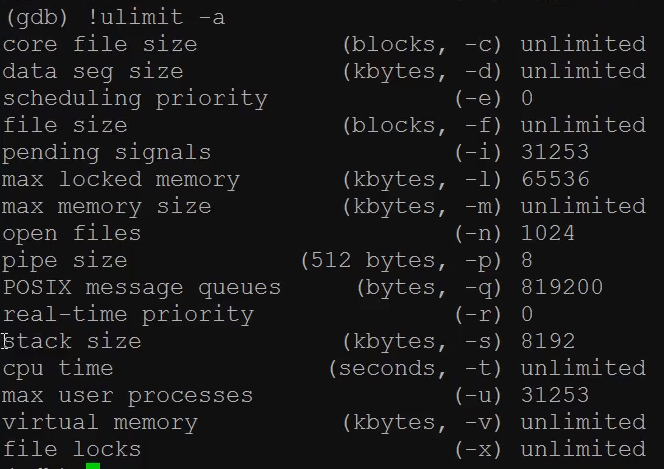 (gdb) !ulimit -a
core file size (blocks, -c) unlimited
data seg size (kbytes, -d) unlimited
scheduling priority (-e) 0
file size (blocks, -f) unlimited
pending signals (-i) 31253
max locked memory (kbytes, -l) 65536
max memory size (kbytes, -m) unlimited
open files (-n) 1024
pipe size (512 bytes, -p) 8
POSIX message queues (bytes, -q) 819200
real-time priority (-r) 0
stack size (kbytes, -s) 8192
cpu time (seconds, -t) unlimited
max user processes (-u) 31253
virtual memory (kbytes, -v) unlimited
file locks (-x) unlimited